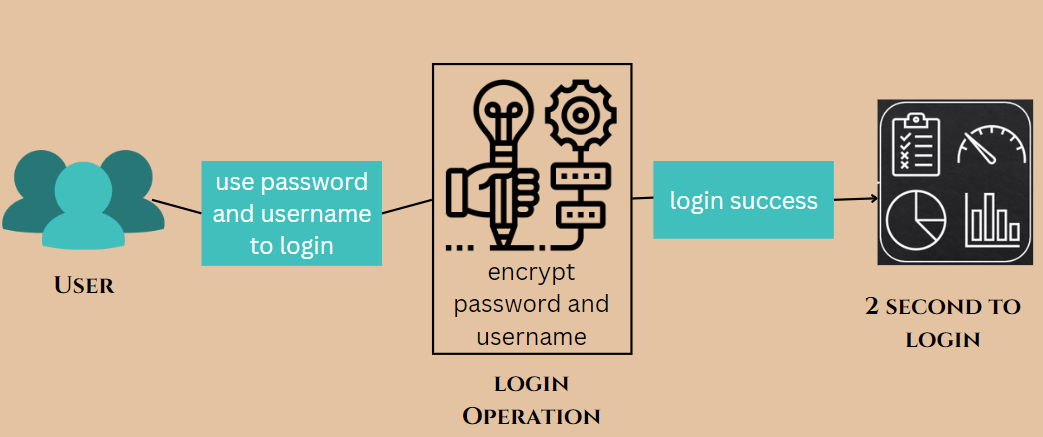 use password
and username
to login
User
encrypt
password and
username
login
Operation
login success
2 second to
login